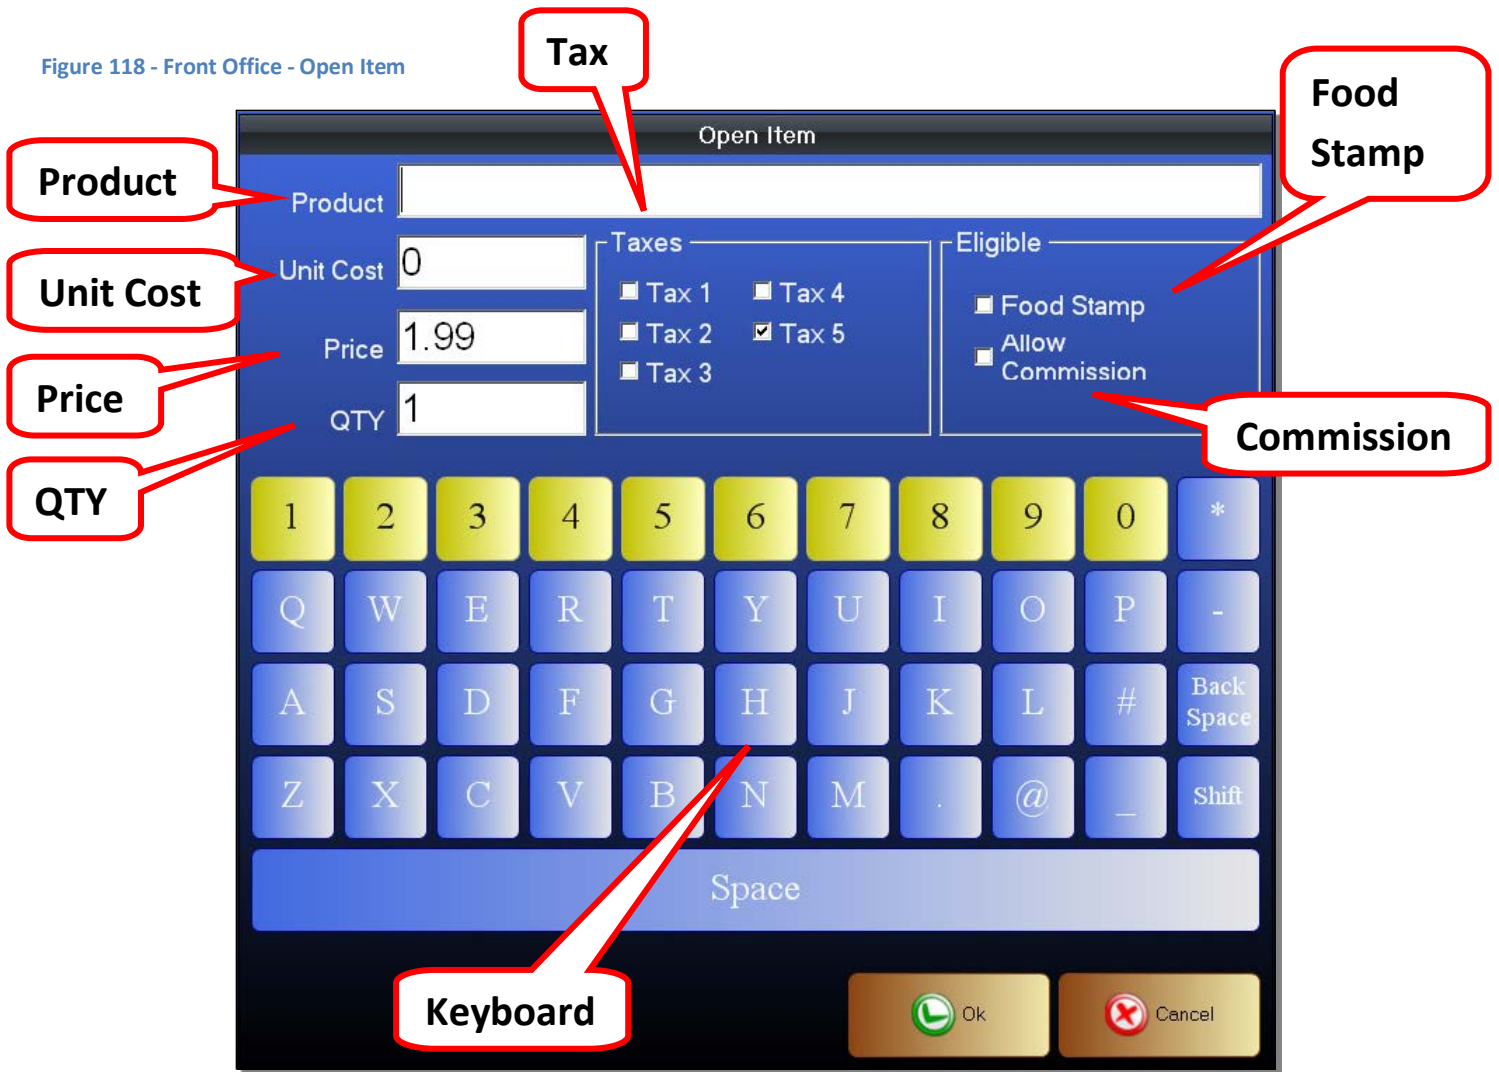 Figure 118 - Front Office - Open Item
Tax
Food
Stamp
Open Item
Product
Product
Unit Cost
Unit Cost 0
Taxes
Tax 1
Tax 4
Tax 2
Tax 5
Tax 3
Eligible
Food Stamp
Allow
Commission
Price
Price 1.99
QTY
QTY 1
Commission
1 2 3 4 5 6 7 8 9 0 *
Q W E R T Y U I O P -
A S D F G H J K L # Back
Space
Z X C V B N M . @ _ Shift
Space
Keyboard
Ok
Cancel